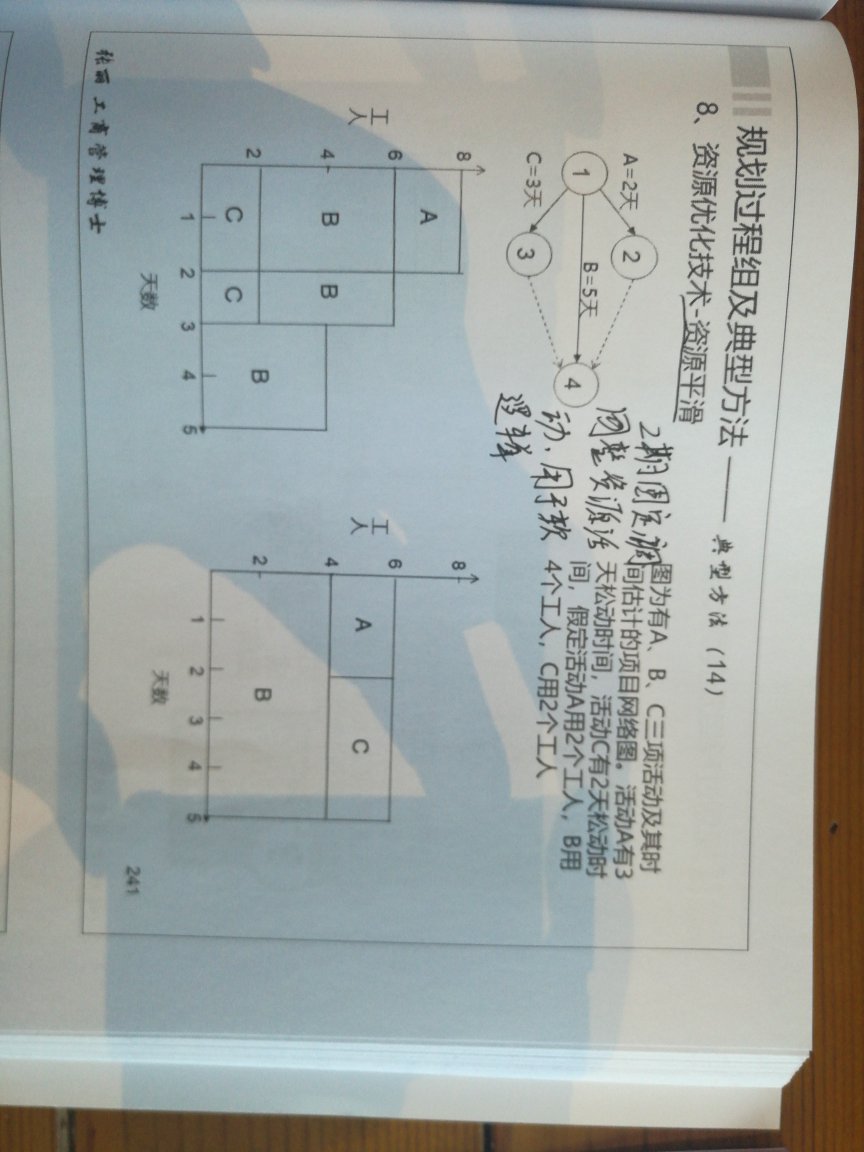 规划过程组及典型方法——典型方法（14）
8、资源优化技术-资源平滑
A=2天
B=5天
C=3天
1
2
3
4
图为有A、B、C三项活动及其时
间估计的项目网络图。活动A有3
天松动时间，活动C有2天松动时
间，假定活动A用2个工人，B用
4个工人，C用2个工人
调整资源活
动、用于软
逻辑
工人
8
6
4
2
A
B
B
C
C
B
1
2
3
4
5
天数
工人
8
6
4
2
A
C
B
1
2
3
4
5
天数
张丽 工商管理博士
241